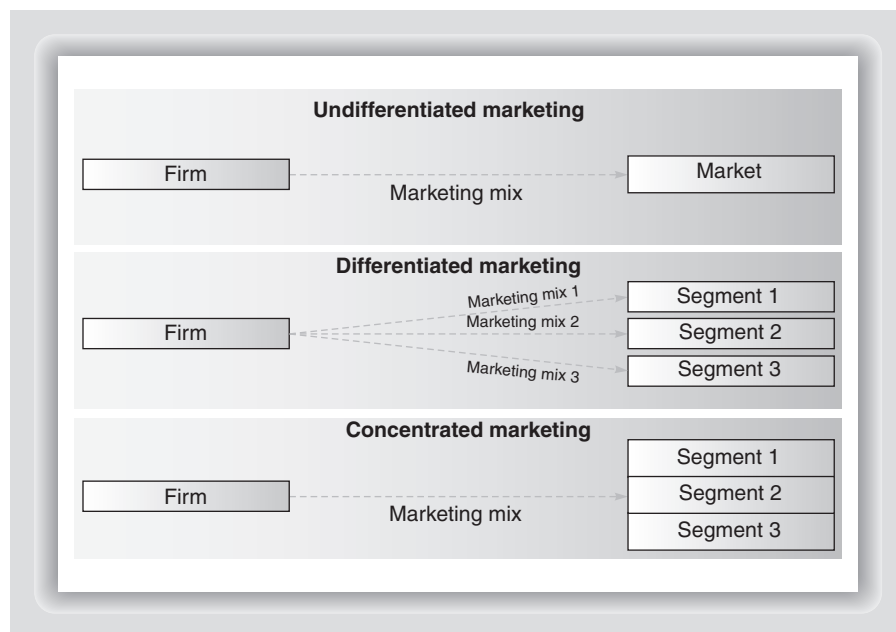 Undifferentiated marketing
Firm
Market
Marketing mix
Differentiated marketing
Marketing mix 1
Segment 1
Firm
Marketing mix 2
Segment 2
Marketing mix 3
Segment 3
Concentrated marketing
Segment 1
Firm
Segment 2
Marketing mix
Segment 3